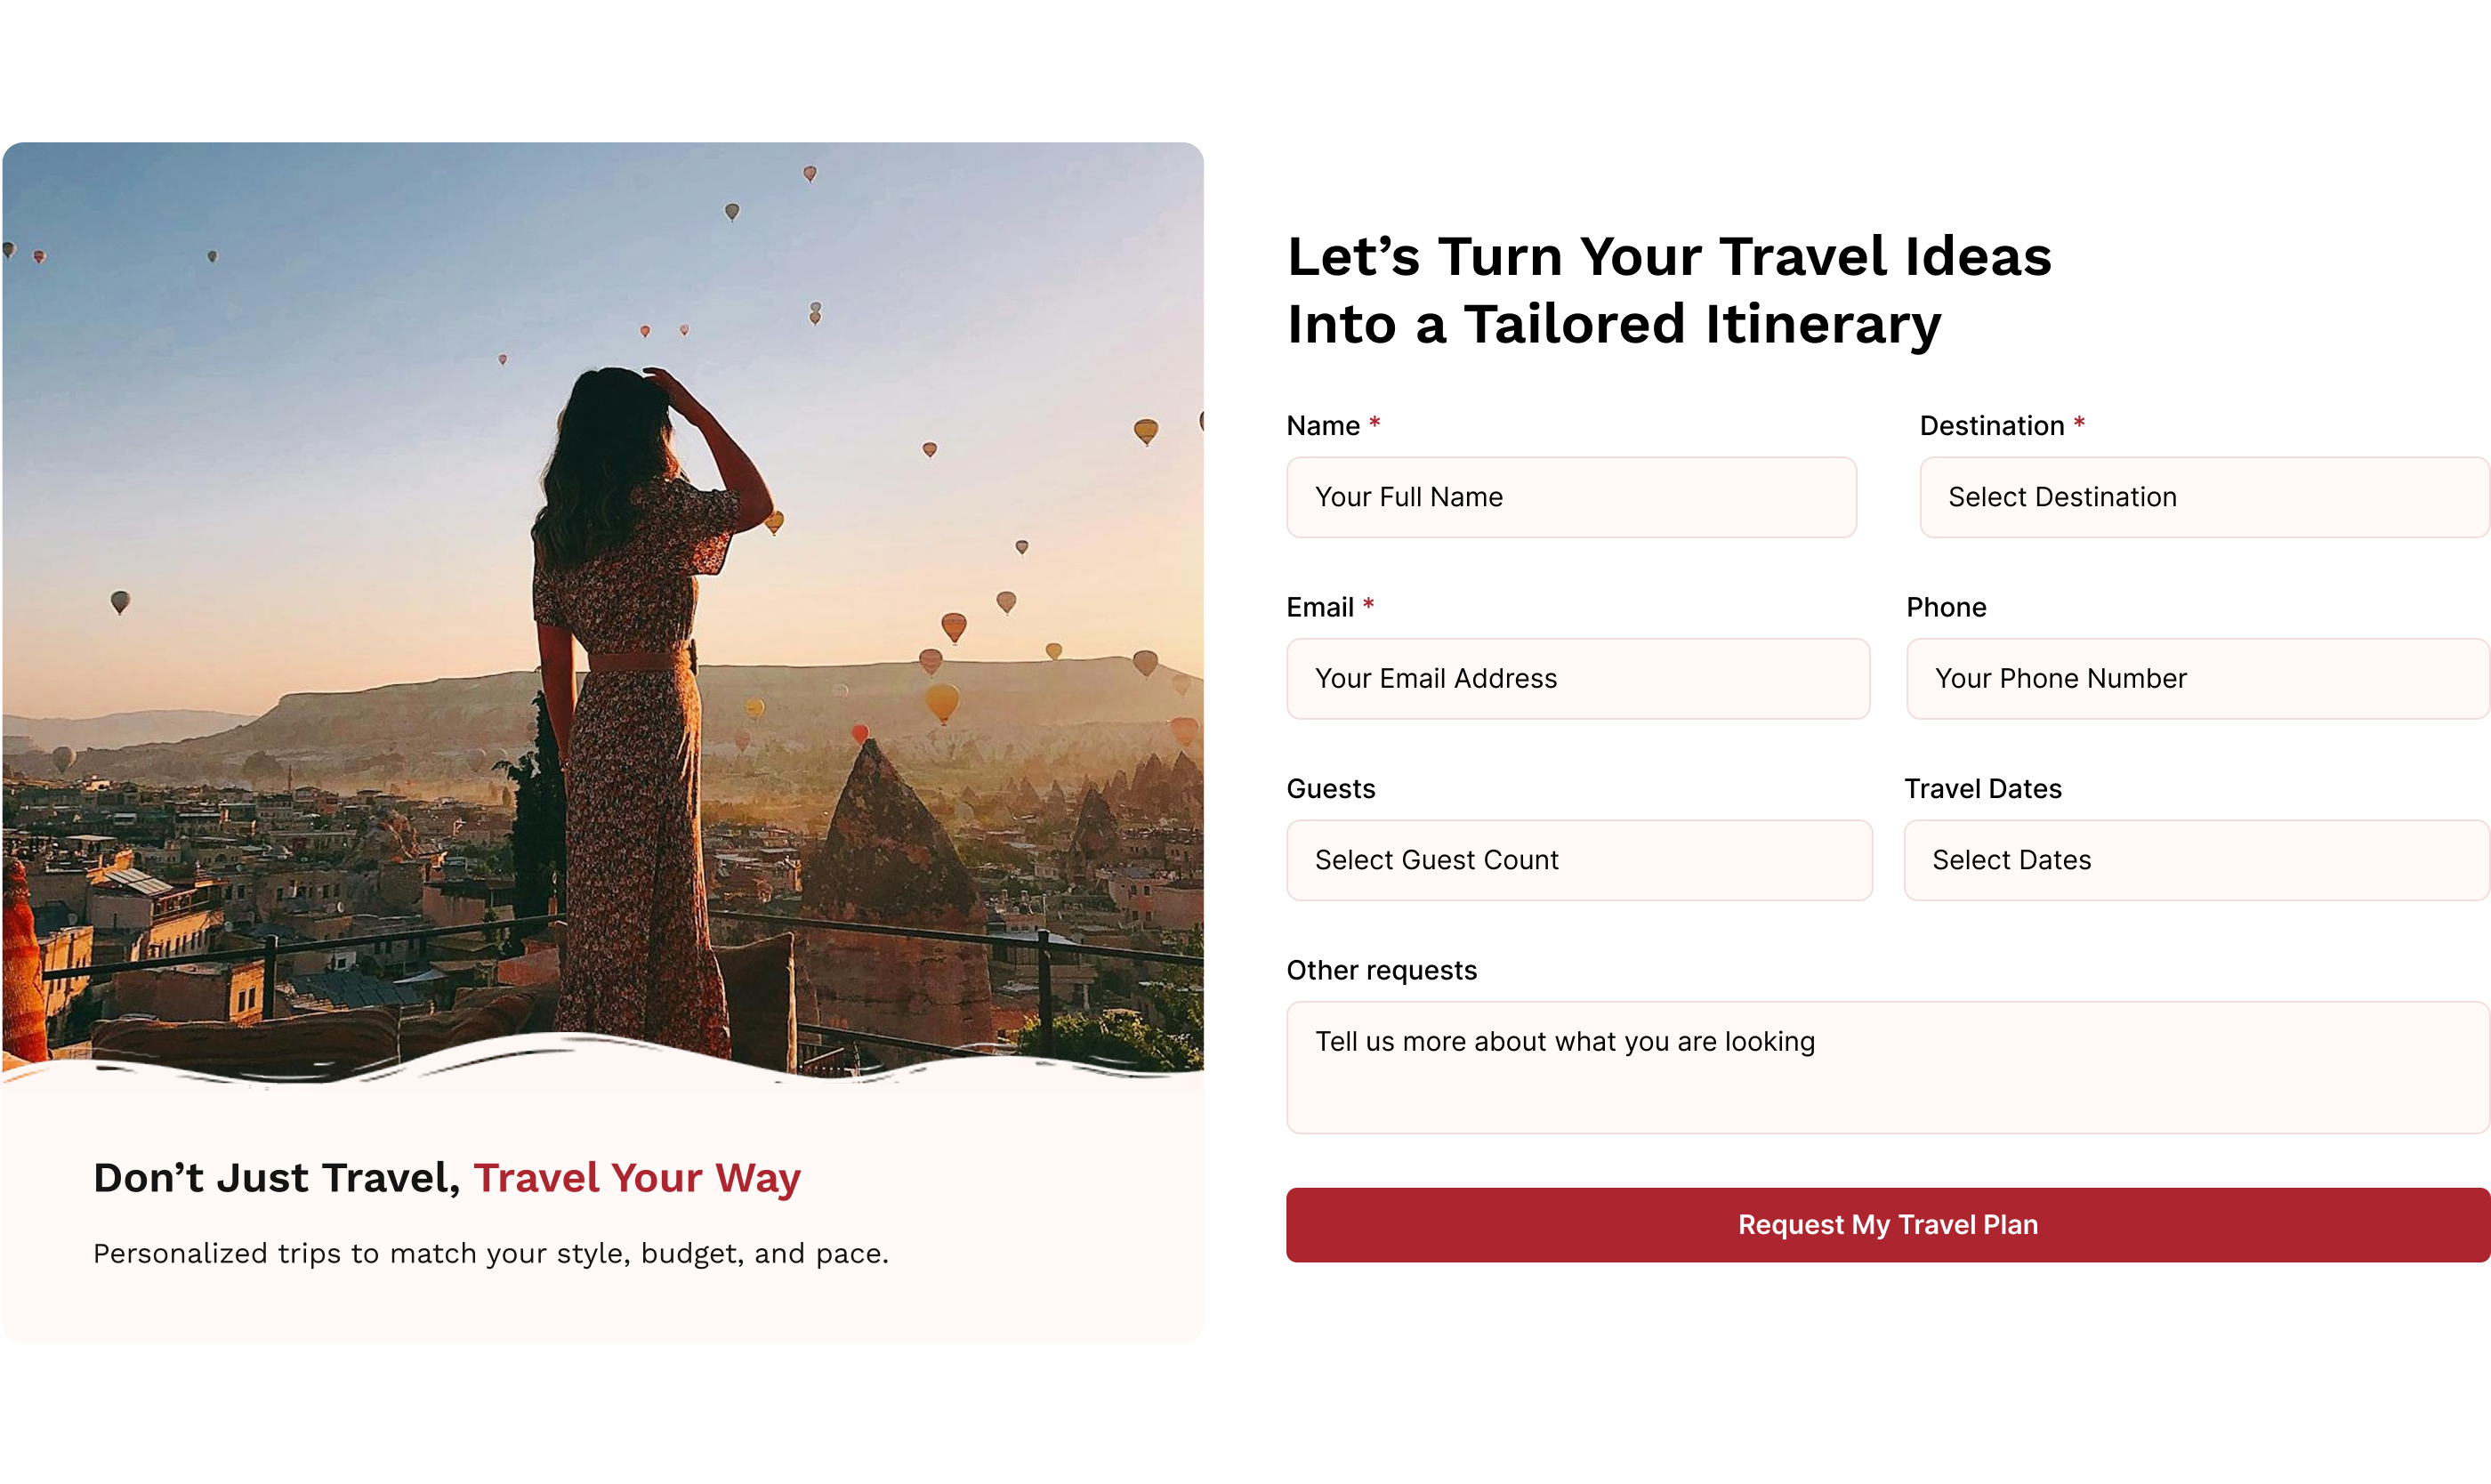 Let’s Turn Your Travel Ideas
Into a Tailored Itinerary
Name *
Your Full Name
Destination *
Select Destination
Email *
Your Email Address
Phone
Your Phone Number
Guests
Select Guest Count
Travel Dates
Select Dates
Other requests
Tell us more about what you are looking
Request My Travel Plan
Don’t Just Travel, Travel Your Way
Personalized trips to match your style, budget, and pace.